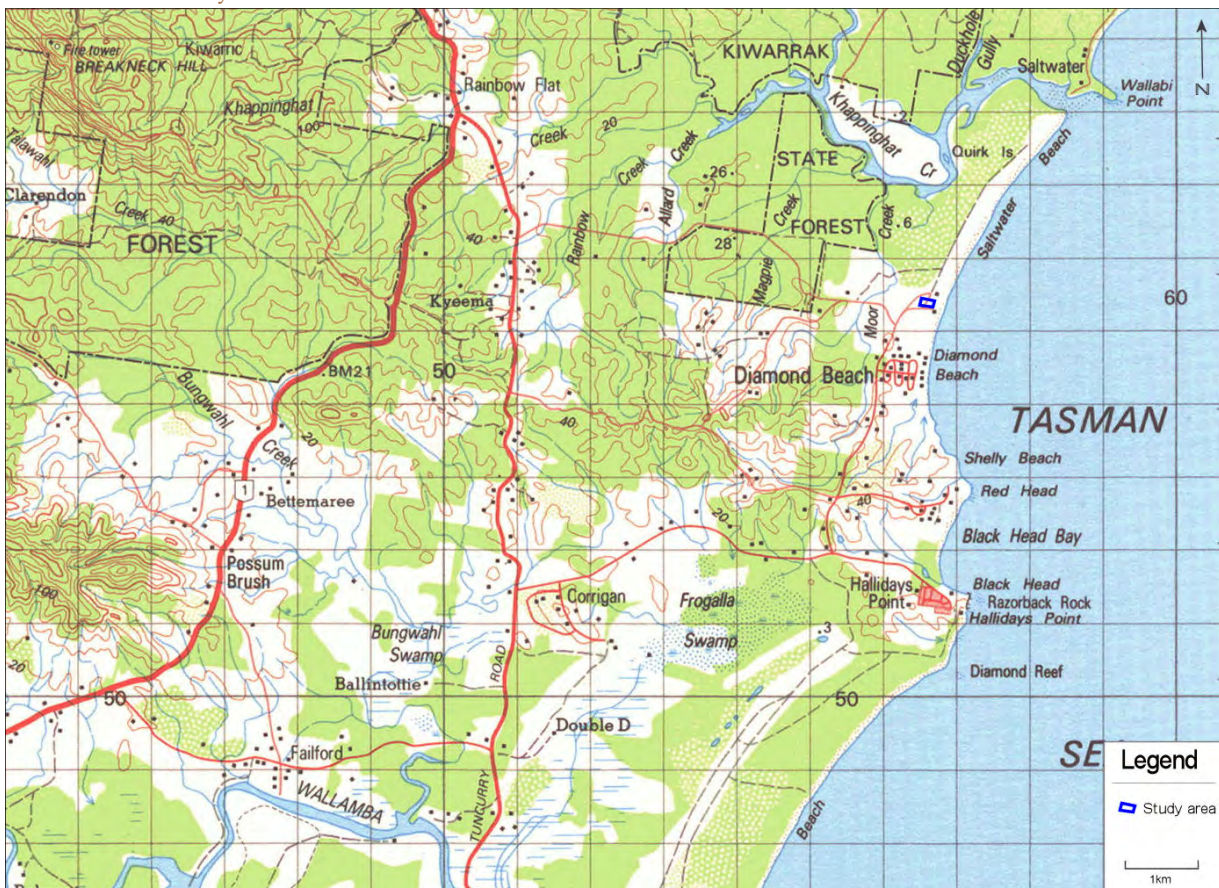 Fire tower
BREAKNECK HILL
Kiwarric
Khappinghat
100
Rainbow Flat
Creek
20
Creek
Creek
KIWARRAK
Duckhole
Gully
Saltwater
Wallabi
Point
N
Khappinghat
Cr
2
Quirk Is
Beach
Saltwater
Clarendon
Creek 40
FOREST
STATE
FOREST
26
28
Allard
Creek
Creek
6
Magpie
Rainbow
40
Kyeema
Moor
60
50
BM21
Bungwahl
Creek
20
Diamond Beach
Diamond
Beach
TASMAN
40
Shelly Beach
Red Head
40
20
Black Head Bay
1
Bettemaree
Possum
Brush
100
20
Corrigan
Frogalla
Swamp
Hallidays
Point
Black Head
Razorback Rock
Hallidays Point
3
Diamond Reef
Bungwahl
Swamp
Ballintottie
ROAD
50
50
Double D
Failford
WALLAMBA
TUNCURRY
Beach
SE
Legend
Study area
1km